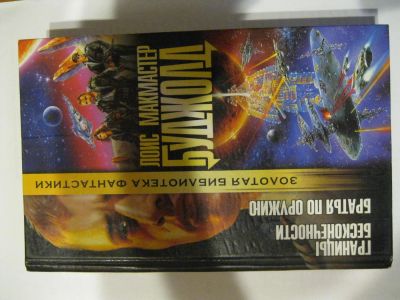 ЛОИС МАКМАСТЕР
БУДЖОЛД
ЗОЛОТАЯ БИБЛИОТЕКА ФАНТАСТИКИ
ГРАНИЦЫ
БЕСКОНЕЧНОСТИ
БРАТЬЯ ПО ОРУЖИЮ